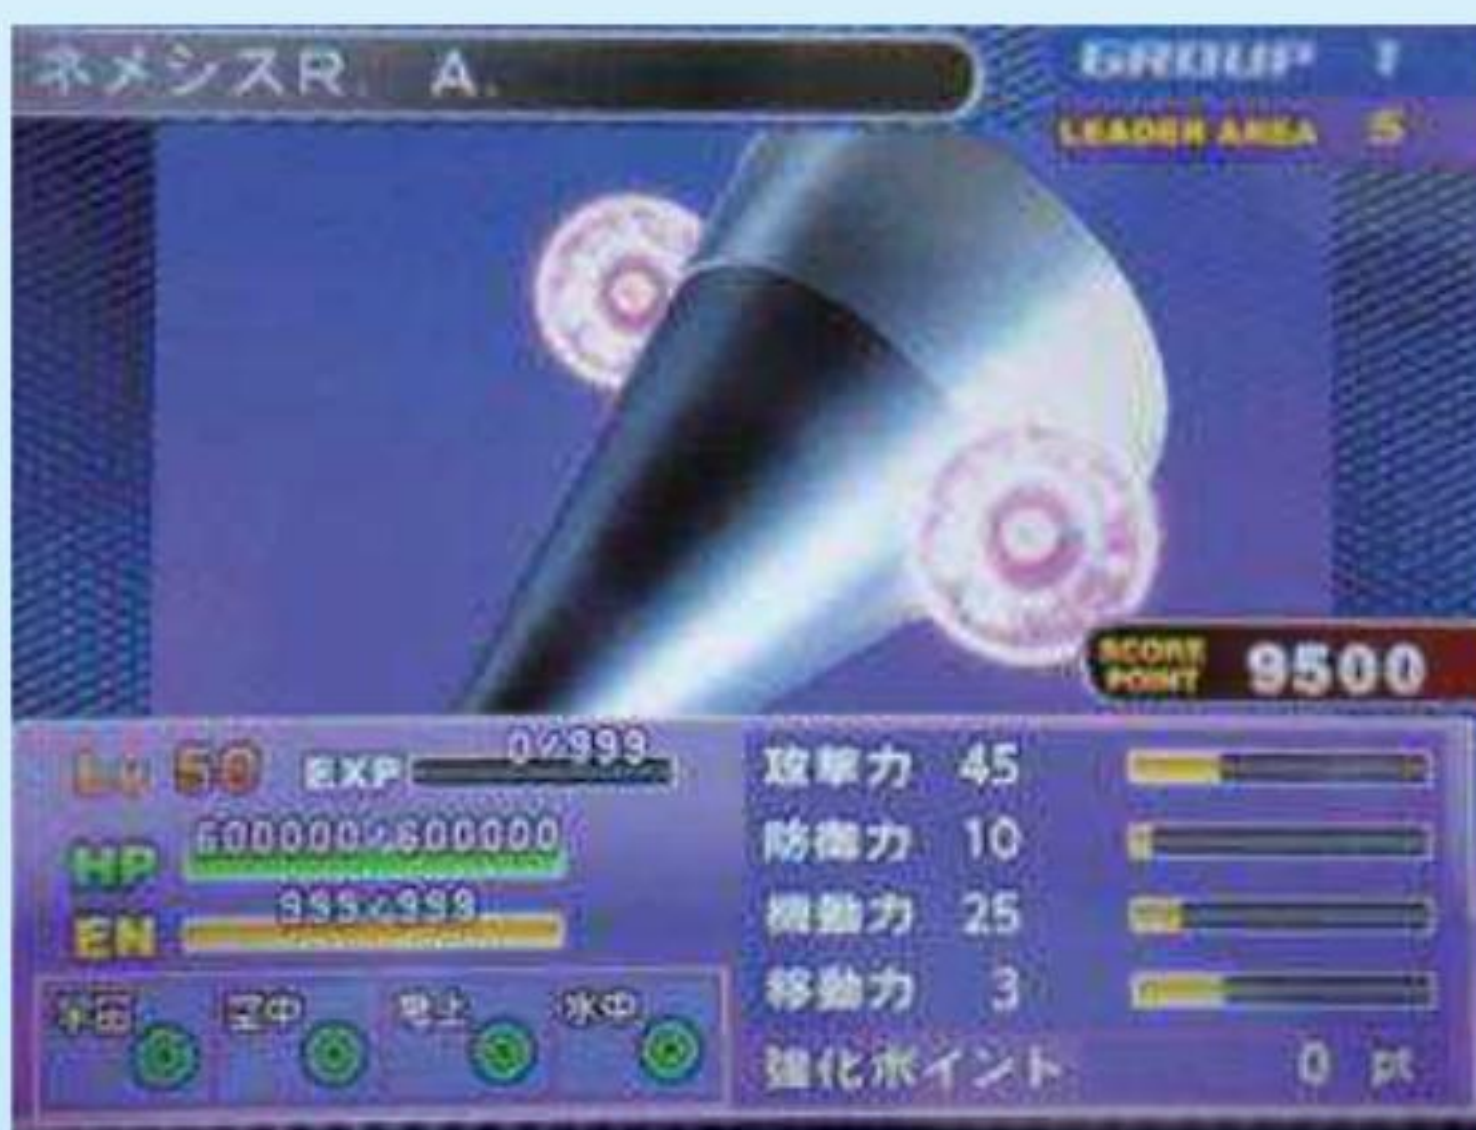 ネメシスR. A.
GROUP 1
LEADER AREA 5
SCORE POINT 9500
Lv 50 EXP 0/999
HP 600000/600000
EN 999/999
宇宙 空中 地上 水中
攻撃力 45
防御力 10
機動力 25
移動力 3
強化ポイント 0 pt